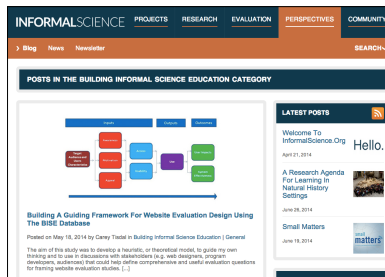 INFORMALSCIENCE PROJECTS RESEARCH EVALUATION PERSPECTIVES COMMUNITY
› Blog News Newsletter SEARCH
POSTS IN THE BUILDING INFORMAL SCIENCE EDUCATION CATEGORY
Inputs Outputs Outcomes
LATEST POSTS
Welcome To
InformalScience.Org
April 21, 2014
Hello.
A Research Agenda
For Learning In
Natural History
Settings
June 26, 2014
Small Matters
June 19, 2014
small
matters
Building A Guiding Framework For Website Evaluation Design Using
The BISE Database
Posted on May 18, 2014 by Carey Tisdal in Building Informal Science Education | General
The aim of this study was to develop a heuristic, or theoretical model, to guide my own
thinking and to use in discussions with stakeholders (e.g. web designers, program
developers, audiences) that could help define comprehensive and useful evaluation questions
for framing website evaluation studies. [...]